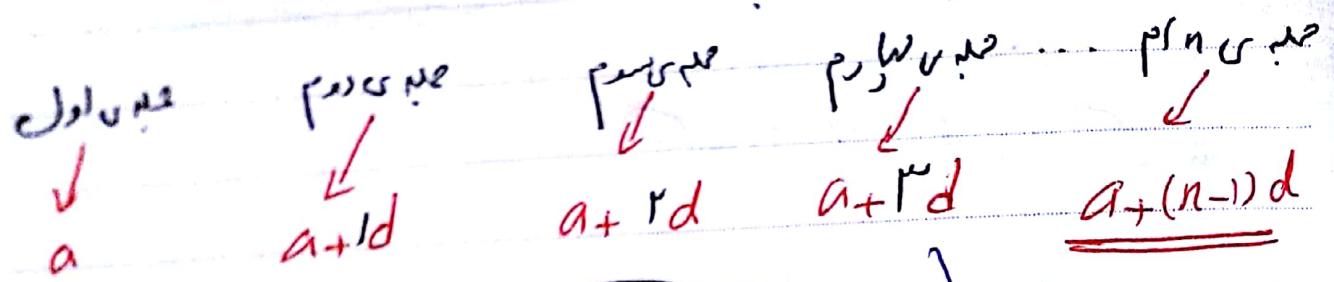 جمله ی اول جمله ی دوم جمله ی سوم جمله ی چهارم .... جمله ی n ام
a a+1d a+۲d a+۳d a+(n-1)d